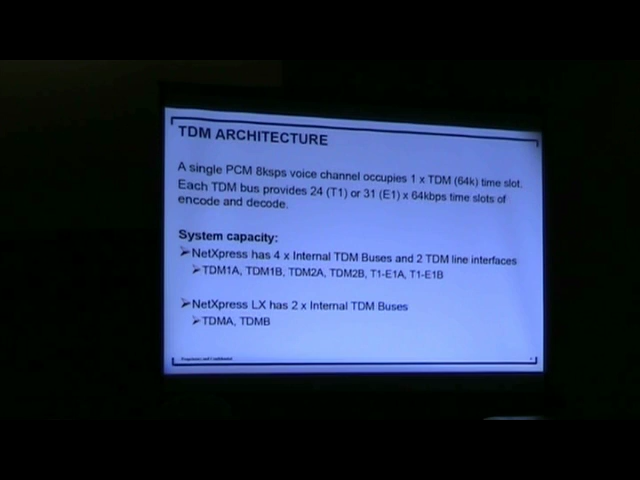 TDM ARCHITECTURE
A single PCM 8ksps voice channel occupies 1 x TDM (64k) time slot.
Each TDM bus provides 24 (T1) or 31 (E1) x 64kbps time slots of
encode and decode.
System capacity:
➢NetXpress has 4 x Internal TDM Buses and 2 TDM line interfaces
➢TDM1A, TDM1B, TDM2A, TDM2B, T1-E1A, T1-E1B
➢NetXpress LX has 2 x Internal TDM Buses
➢TDMA, TDMB
Proprietary and Confidential